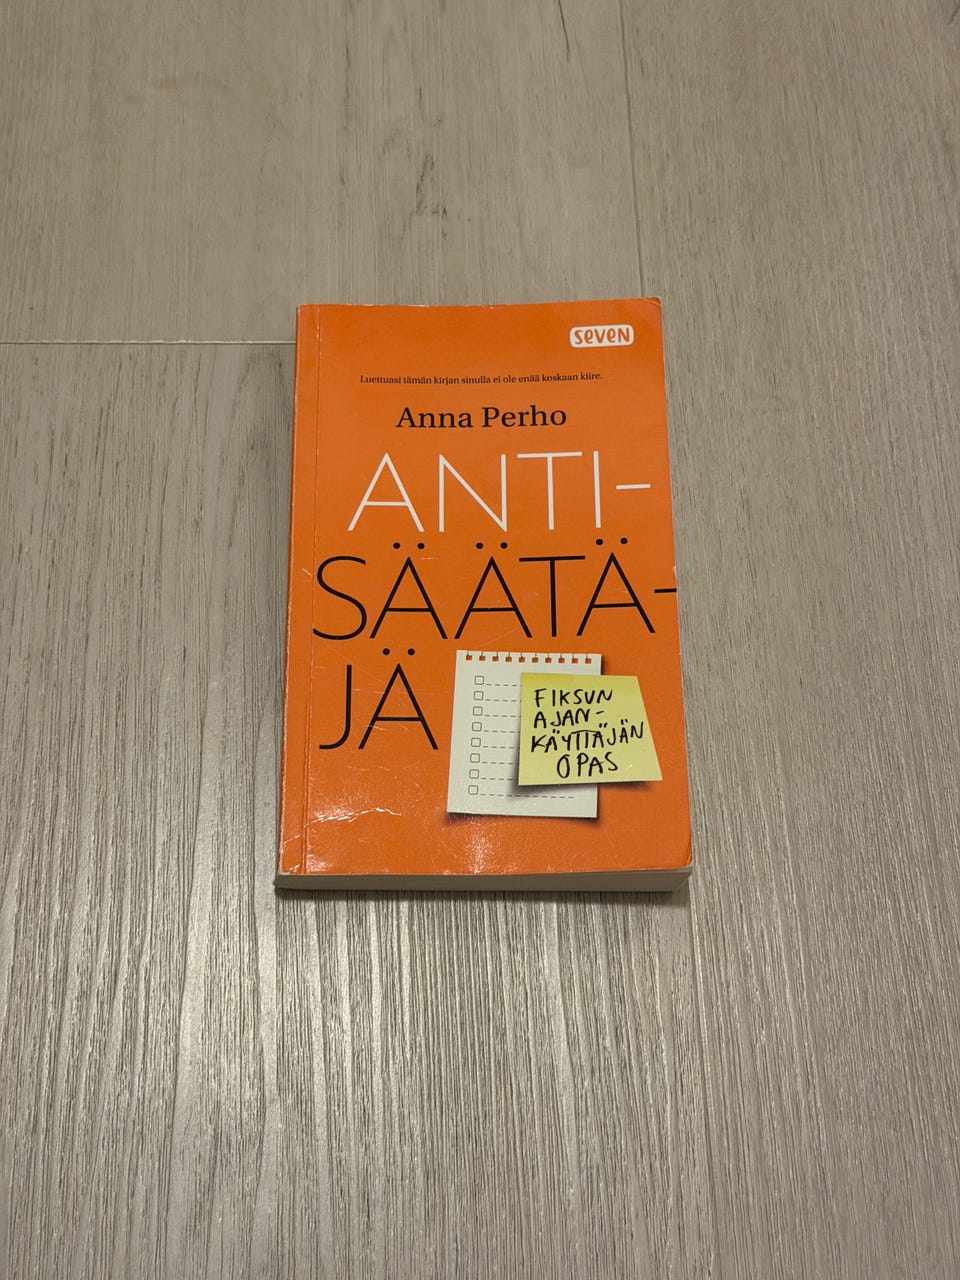 seven
Luettuasi tämän kirjan sinulla ei ole enää koskaan kiire.
Anna Perho
ANTI-
SÄÄTÄ-
JÄ
FIKSUN
AJAN-
KÄYTTÄJÄN
OPAS